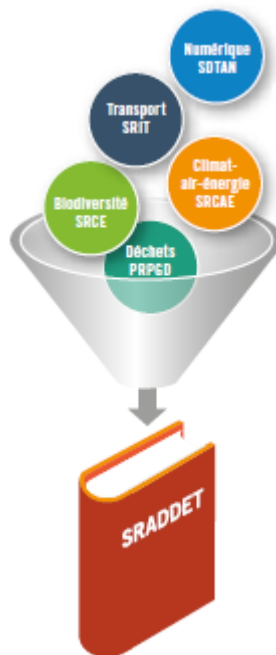 Numérique
SDTAN
Transport
SRIT
Climat-
air-énergie
SRCAE
Biodiversité
SRCE
Déchets
PRPGD
SRADDET